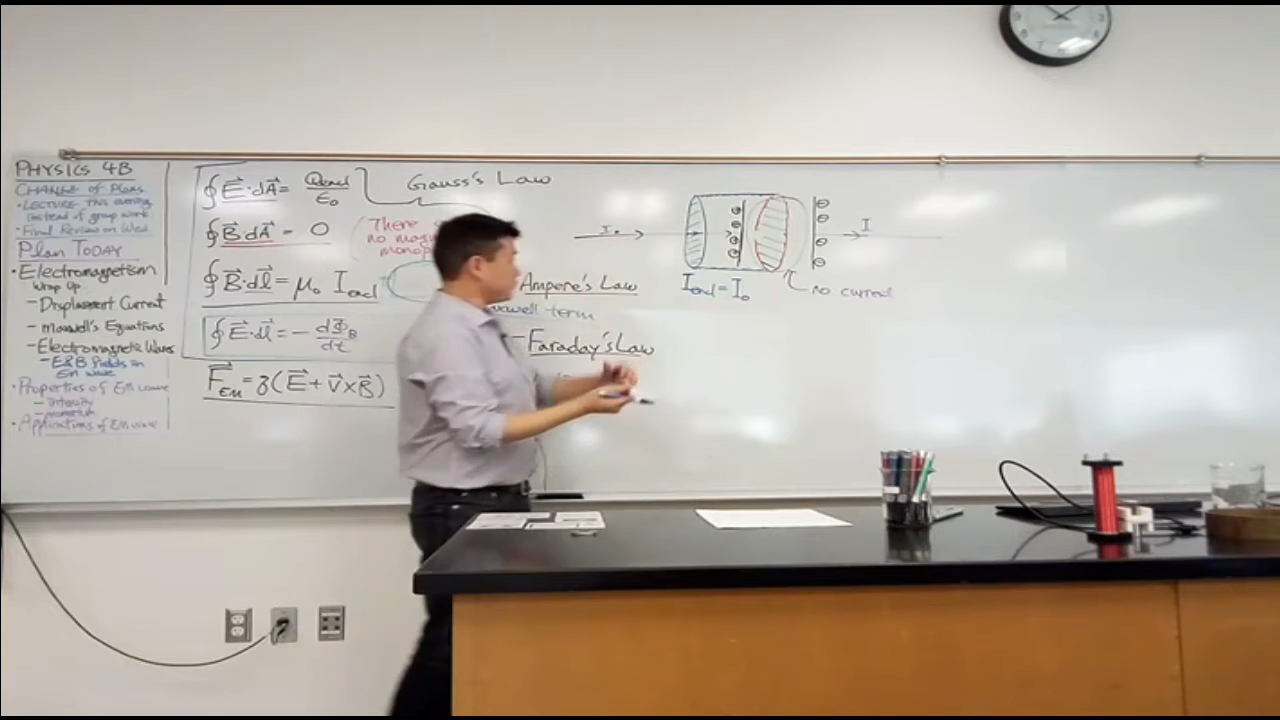 PHYSICS 4B
CHANGE of Plans
• LECTURE THIS evening
instead of group work
• Final Review on Wed.
Plan TODAY
• Electromagnetism
Wrap Up
- Displacement Current
- Maxwell's Equations
- Electromagnetic Waves
- E&B fields in
EM wave
• Properties of EM wave
- intensity
- momentum
• Applications of EM wave
∮ E⃗·dA⃗ = Qencl/ε₀
Gauss's Law
∮ B⃗·dA⃗ = 0
(There
no mag
monop
∮ B⃗·dl⃗ = μ₀ Iencl
Ampere's Law
Maxwell term
∮ E⃗·dl⃗ = - dΦB/dt
- Faraday's Law
F⃗EM = q(E⃗ + v⃗ × B⃗)
I₀
I
Iencl = I₀
no current